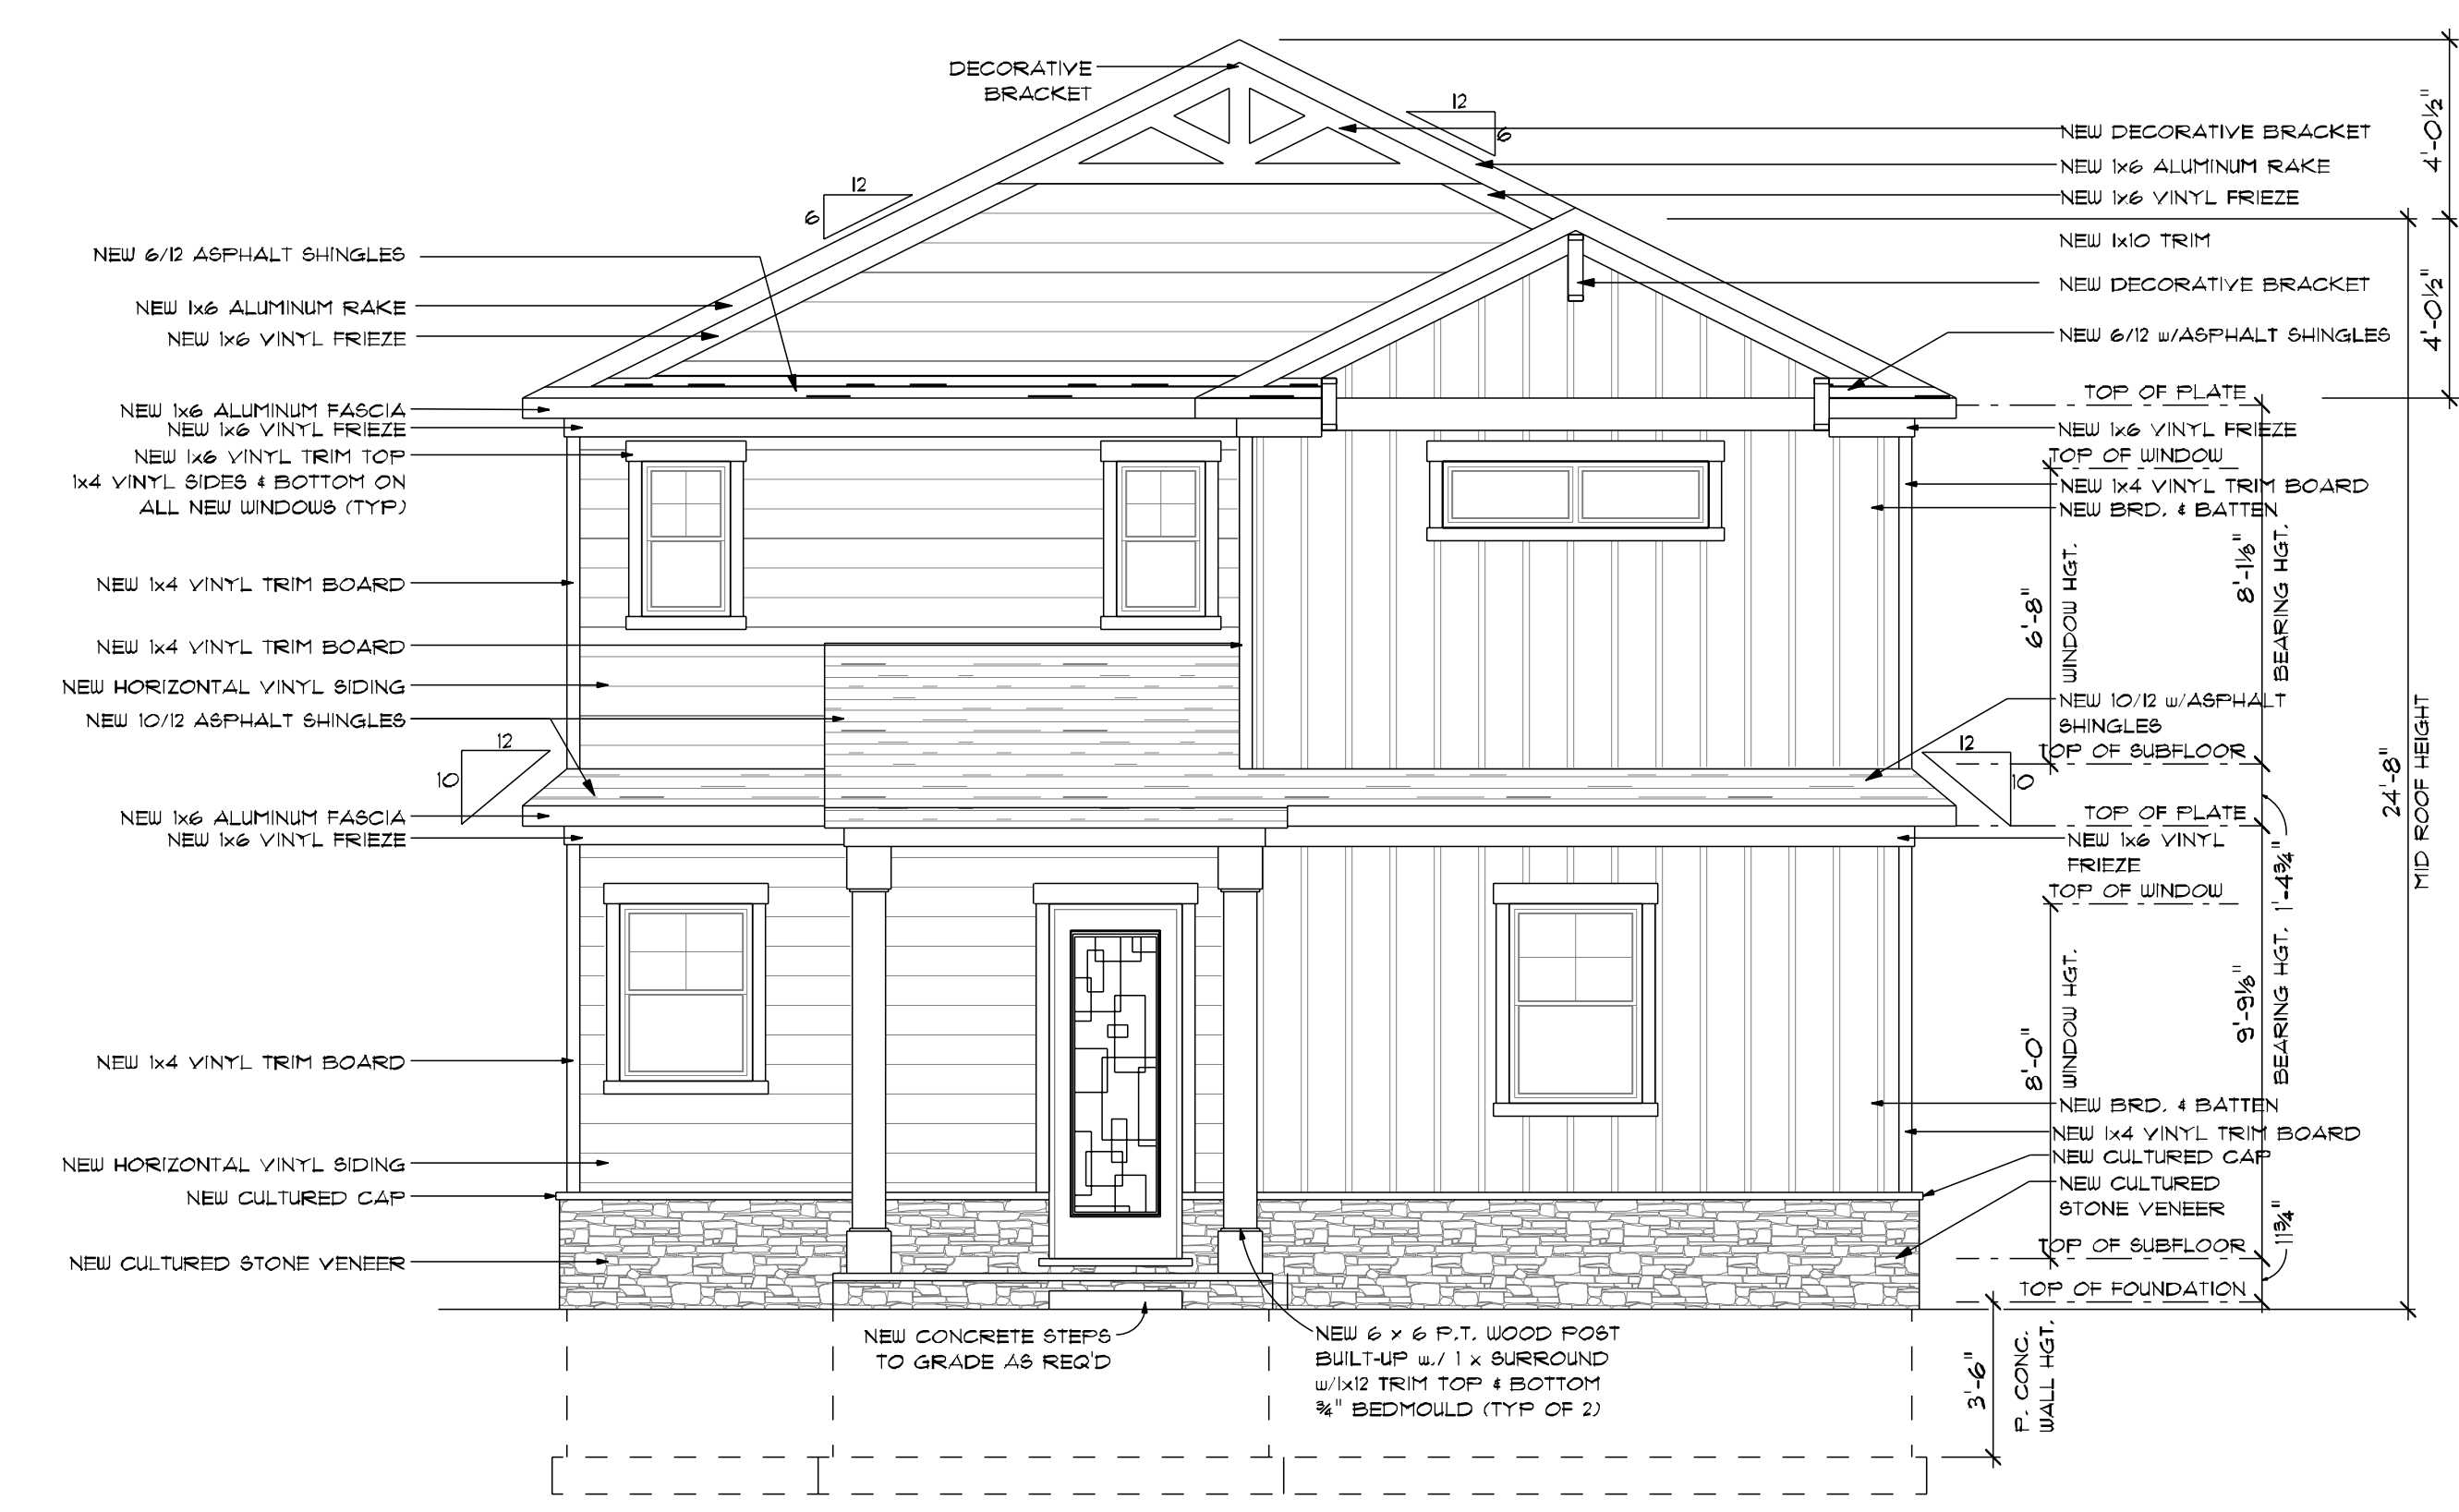 DECORATIVE
BRACKET
12
6
12
6
NEW 6/12 ASPHALT SHINGLES
NEW 1x6 ALUMINUM RAKE
NEW 1x6 VINYL FRIEZE
NEW 1x6 ALUMINUM FASCIA
NEW 1x6 VINYL FRIEZE
NEW 1x6 VINYL TRIM TOP
1x4 VINYL SIDES & BOTTOM ON
ALL NEW WINDOWS (TYP)
NEW 1x4 VINYL TRIM BOARD
NEW 1x4 VINYL TRIM BOARD
NEW HORIZONTAL VINYL SIDING
NEW 10/12 ASPHALT SHINGLES
12
10
NEW 1x6 ALUMINUM FASCIA
NEW 1x6 VINYL FRIEZE
NEW 1x4 VINYL TRIM BOARD
NEW HORIZONTAL VINYL SIDING
NEW CULTURED CAP
NEW CULTURED STONE VENEER
NEW CONCRETE STEPS
TO GRADE AS REQ'D
NEW 6 x 6 P.T. WOOD POST
BUILT-UP w./ 1 x SURROUND
w/1x12 TRIM TOP & BOTTOM
¾" BEDMOULD (TYP OF 2)
NEW DECORATIVE BRACKET
NEW 1x6 ALUMINUM RAKE
NEW 1x6 VINYL FRIEZE
NEW 1x10 TRIM
NEW DECORATIVE BRACKET
NEW 6/12 w/ASPHALT SHINGLES
TOP OF PLATE
NEW 1x6 VINYL FRIEZE
TOP OF WINDOW
NEW 1x4 VINYL TRIM BOARD
NEW BRD. & BATTEN
6'-8"
WINDOW HGT.
8'-1⅛"
BEARING HGT.
NEW 10/12 w/ASPHALT
SHINGLES
TOP OF SUBFLOOR
12
10
TOP OF PLATE
NEW 1x6 VINYL
FRIEZE
1'-4¾"
TOP OF WINDOW
8'-0"
WINDOW HGT.
9'-9⅛"
BEARING HGT.
NEW BRD. & BATTEN
NEW 1x4 VINYL TRIM BOARD
NEW CULTURED CAP
NEW CULTURED
STONE VENEER
TOP OF SUBFLOOR
11¾"
TOP OF FOUNDATION
3'-6"
P. CONC.
WALL HGT.
4'-0½"
4'-0½"
24'-8"
MID ROOF HEIGHT